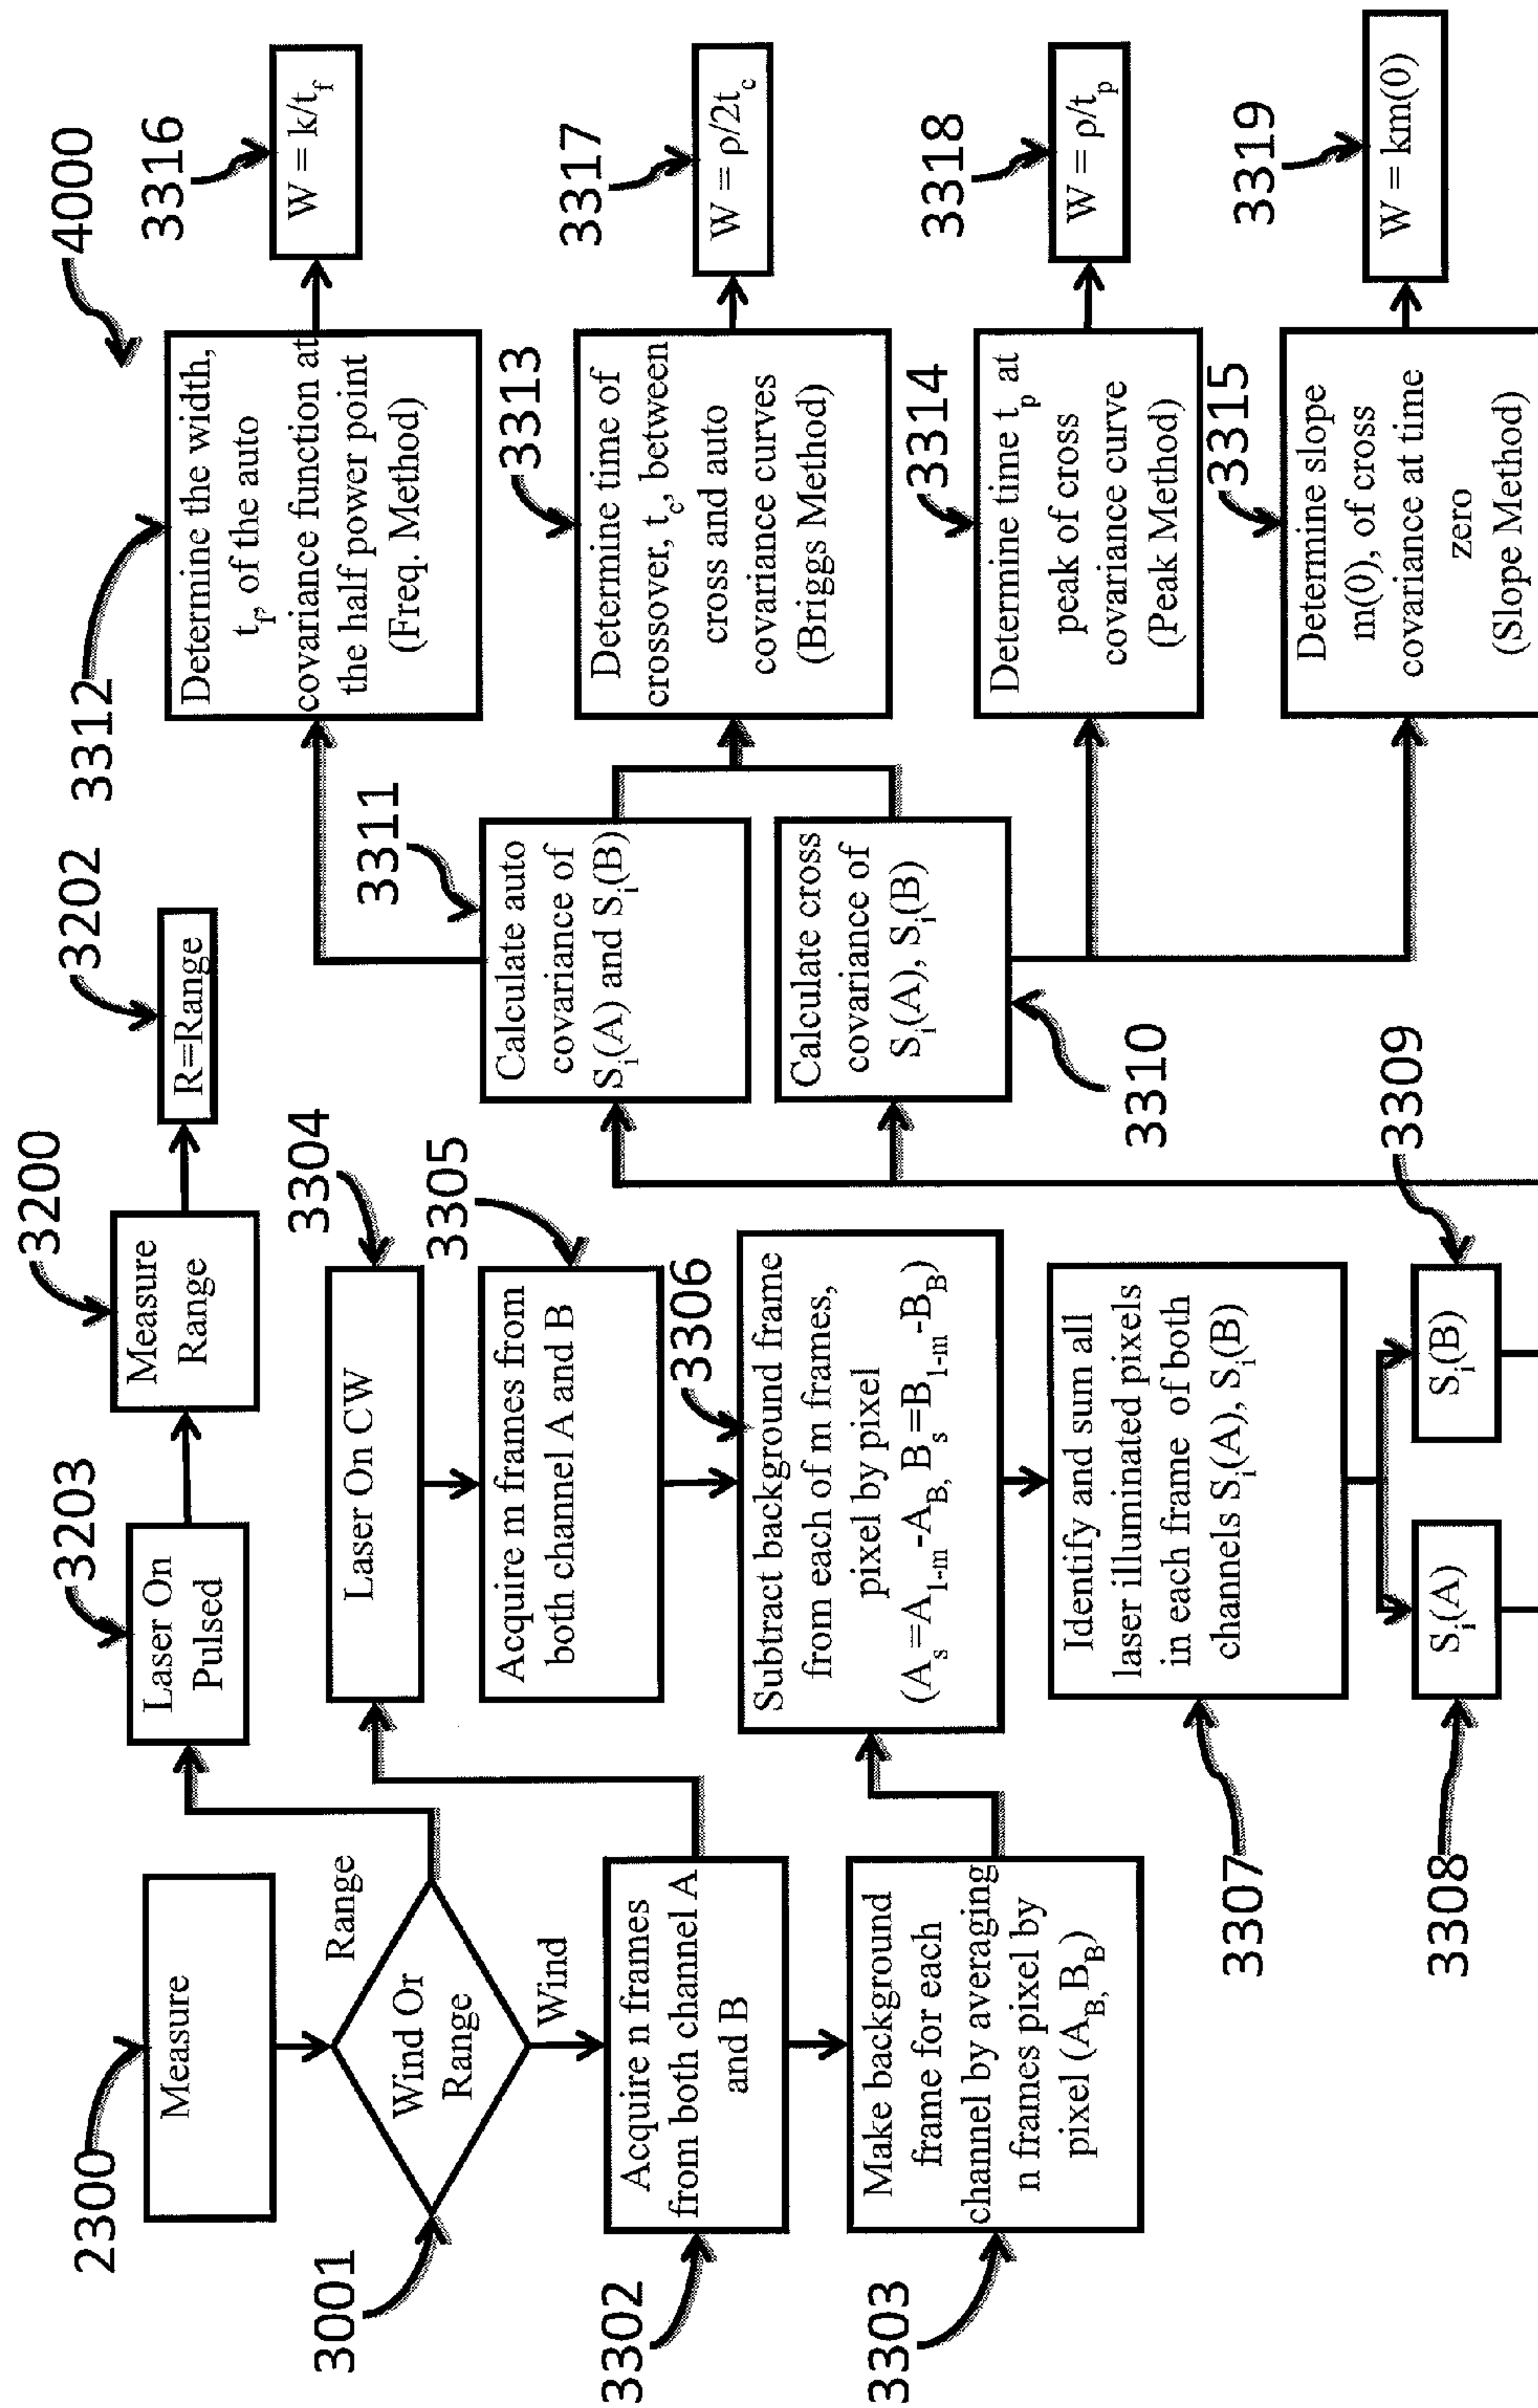 2300
Measure
3001
Wind Or
Range
Range
Wind
3302
Acquire n frames
from both channel A
and B
3303
Make background
frame for each
channel by averaging
n frames pixel by
pixel (A_B, B_B)
3203
Laser On
Pulsed
3200
Measure
Range
3202
R=Range
3304
Laser On CW
3305
Acquire m frames from
both channel A and B
3306
Subtract background frame
from each of m frames,
pixel by pixel
(A_s=A_1-m-A_B, B_s=B_1-m-B_B)
3307
Identify and sum all
laser illuminated pixels
in each frame of both
channels S_i(A), S_i(B)
3308
S_i(A)
3309
S_i(B)
3311
Calculate auto
covariance of
S_i(A) and S_i(B)
3310
Calculate cross
covariance of
S_i(A), S_i(B)
4000
3312
Determine the width,
t_f, of the auto
covariance function at
the half power point
(Freq. Method)
3316
W = k/t_f
3313
Determine time of
crossover, t_c, between
cross and auto
covariance curves
(Briggs Method)
3317
W = ρ/2t_c
3314
Determine time t_p at
peak of cross
covariance curve
(Peak Method)
3318
W = ρ/t_p
3315
Determine slope
m(0), of cross
covariance at time
zero
(Slope Method)
3319
W = km(0)